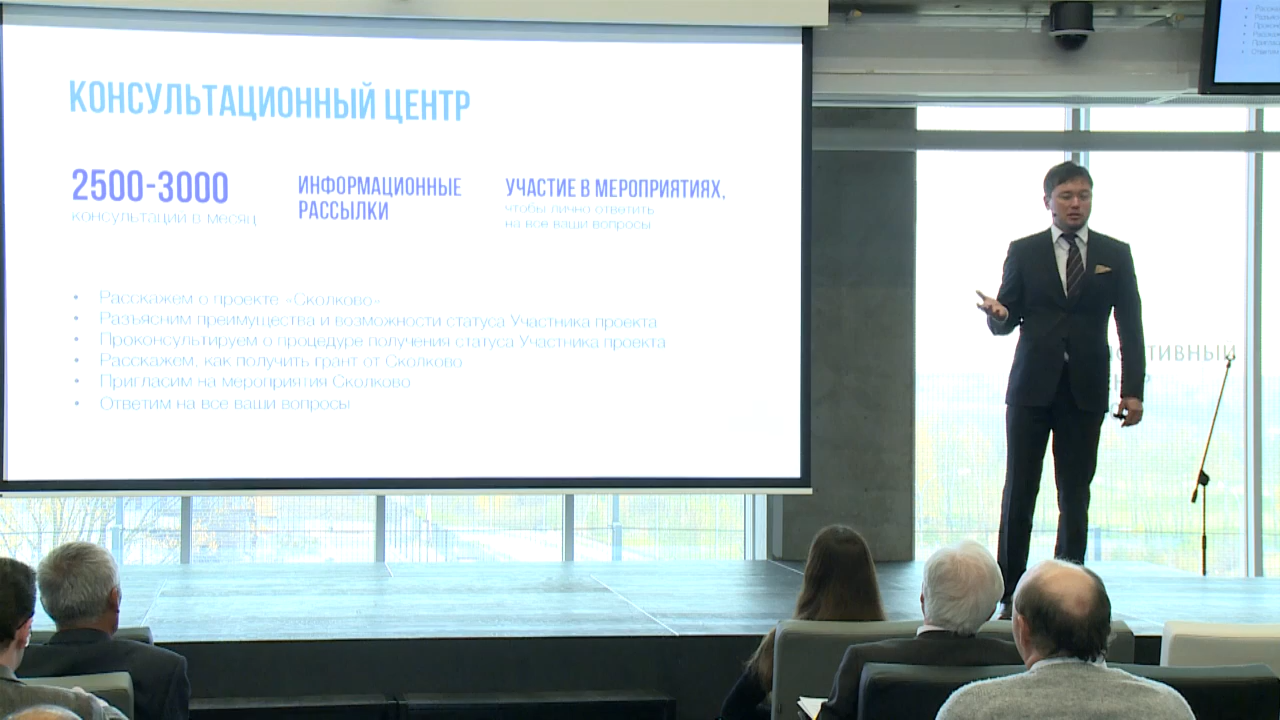 КОНСУЛЬТАЦИОННЫЙ ЦЕНТР
2500-3000
консультаций в месяц
ИНФОРМАЦИОННЫЕ
РАССЫЛКИ
УЧАСТИЕ В МЕРОПРИЯТИЯХ,
чтобы лично ответить
на все ваши вопросы
• Расскажем о проекте «Сколково»
• Разъясним преимущества и возможности статуса Участника проекта
• Проконсультируем о процедуре получения статуса Участника проекта
• Расскажем, как получить грант от Сколково
• Пригласим на мероприятия Сколково
• Ответим на все ваши вопросы